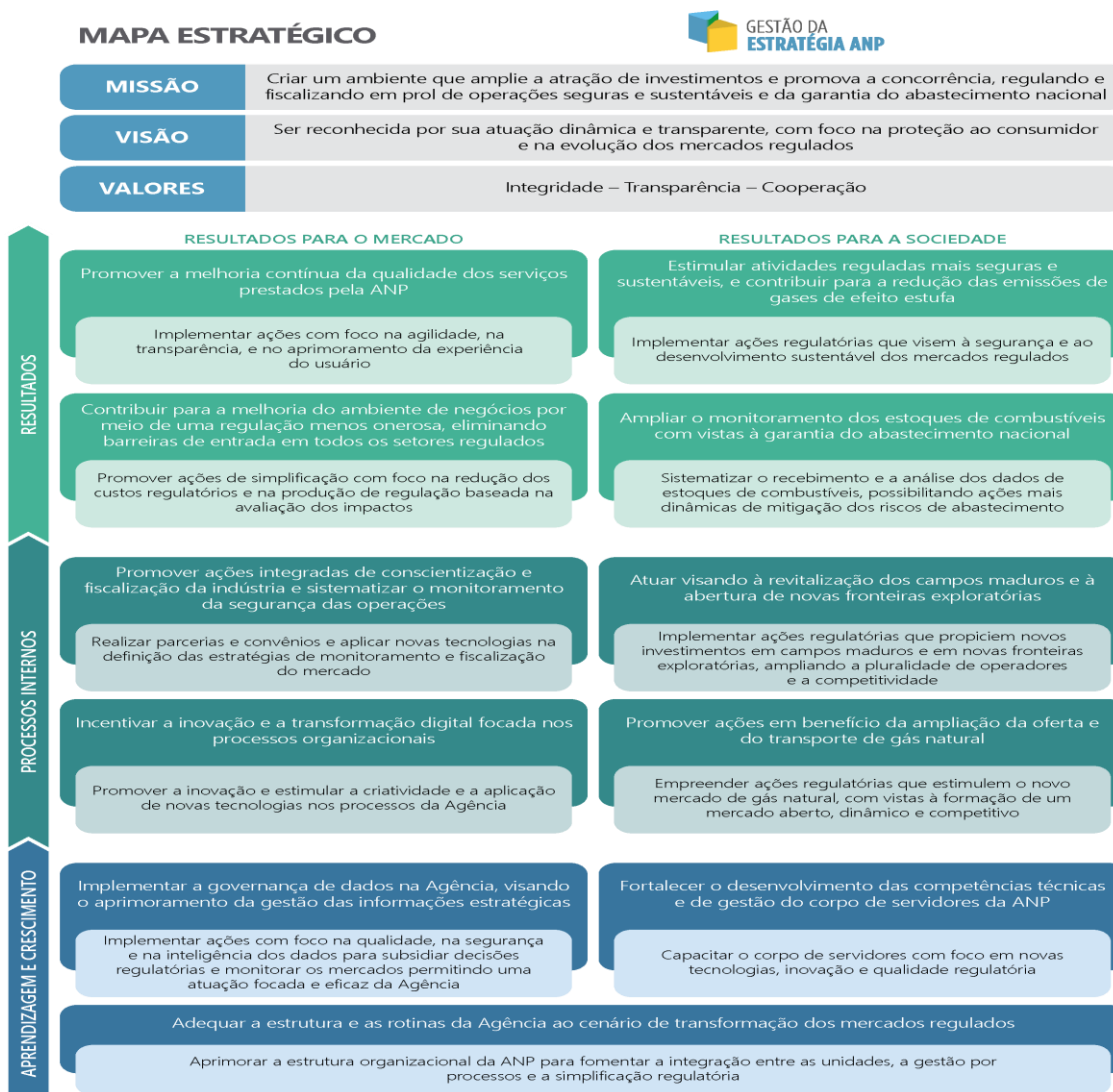 MAPA ESTRATÉGICO
GESTÃO DA
ESTRATÉGIA ANP
MISSÃO
Criar um ambiente que amplie a atração de investimentos e promova a concorrência, regulando e
fiscalizando em prol de operações seguras e sustentáveis e da garantia do abastecimento nacional
VISÃO
Ser reconhecida por sua atuação dinâmica e transparente, com foco na proteção ao consumidor
e na evolução dos mercados regulados
VALORES
Integridade – Transparência – Cooperação
RESULTADOS
RESULTADOS PARA O MERCADO
RESULTADOS PARA A SOCIEDADE
Promover a melhoria contínua da qualidade dos serviços
prestados pela ANP
Implementar ações com foco na agilidade, na
transparência, e no aprimoramento da experiência
do usuário
Estimular atividades reguladas mais seguras e
sustentáveis, e contribuir para a redução das emissões de
gases de efeito estufa
Implementar ações regulatórias que visem à segurança e ao
desenvolvimento sustentável dos mercados regulados
Contribuir para a melhoria do ambiente de negócios por
meio de uma regulação menos onerosa, eliminando
barreiras de entrada em todos os setores regulados
Promover ações de simplificação com foco na redução dos
custos regulatórios e na produção de regulação baseada na
avaliação dos impactos
Ampliar o monitoramento dos estoques de combustíveis
com vistas à garantia do abastecimento nacional
Sistematizar o recebimento e a análise dos dados de
estoques de combustíveis, possibilitando ações mais
dinâmicas de mitigação dos riscos de abastecimento
PROCESSOS INTERNOS
Promover ações integradas de conscientização e
fiscalização da indústria e sistematizar o monitoramento
da segurança das operações
Realizar parcerias e convênios e aplicar novas tecnologias na
definição das estratégias de monitoramento e fiscalização
do mercado
Atuar visando à revitalização dos campos maduros e à
abertura de novas fronteiras exploratórias
Implementar ações regulatórias que propiciem novos
investimentos em campos maduros e em novas fronteiras
exploratórias, ampliando a pluralidade de operadores
e a competitividade
Incentivar a inovação e a transformação digital focada nos
processos organizacionais
Promover a inovação e estimular a criatividade e a aplicação
de novas tecnologias nos processos da Agência
Promover ações em benefício da ampliação da oferta e
do transporte de gás natural
Empreender ações regulatórias que estimulem o novo
mercado de gás natural, com vistas à formação de um
mercado aberto, dinâmico e competitivo
APRENDIZAGEM E CRESCIMENTO
Implementar a governança de dados na Agência, visando
o aprimoramento da gestão das informações estratégicas
Implementar ações com foco na qualidade, na segurança
e na inteligência dos dados para subsidiar decisões
regulatórias e monitorar os mercados permitindo uma
atuação focada e eficaz da Agência
Fortalecer o desenvolvimento das competências técnicas
e de gestão do corpo de servidores da ANP
Capacitar o corpo de servidores com foco em novas
tecnologias, inovação e qualidade regulatória
Adequar a estrutura e as rotinas da Agência ao cenário de transformação dos mercados regulados
Aprimorar a estrutura organizacional da ANP para fomentar a integração entre as unidades, a gestão por
processos e a simplificação regulatória